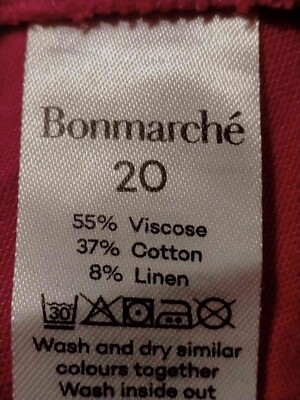 Bonmarché
20
55% Viscose
37% Cotton
8% Linen
30°
Wash and dry similar
colours together
Wash inside out